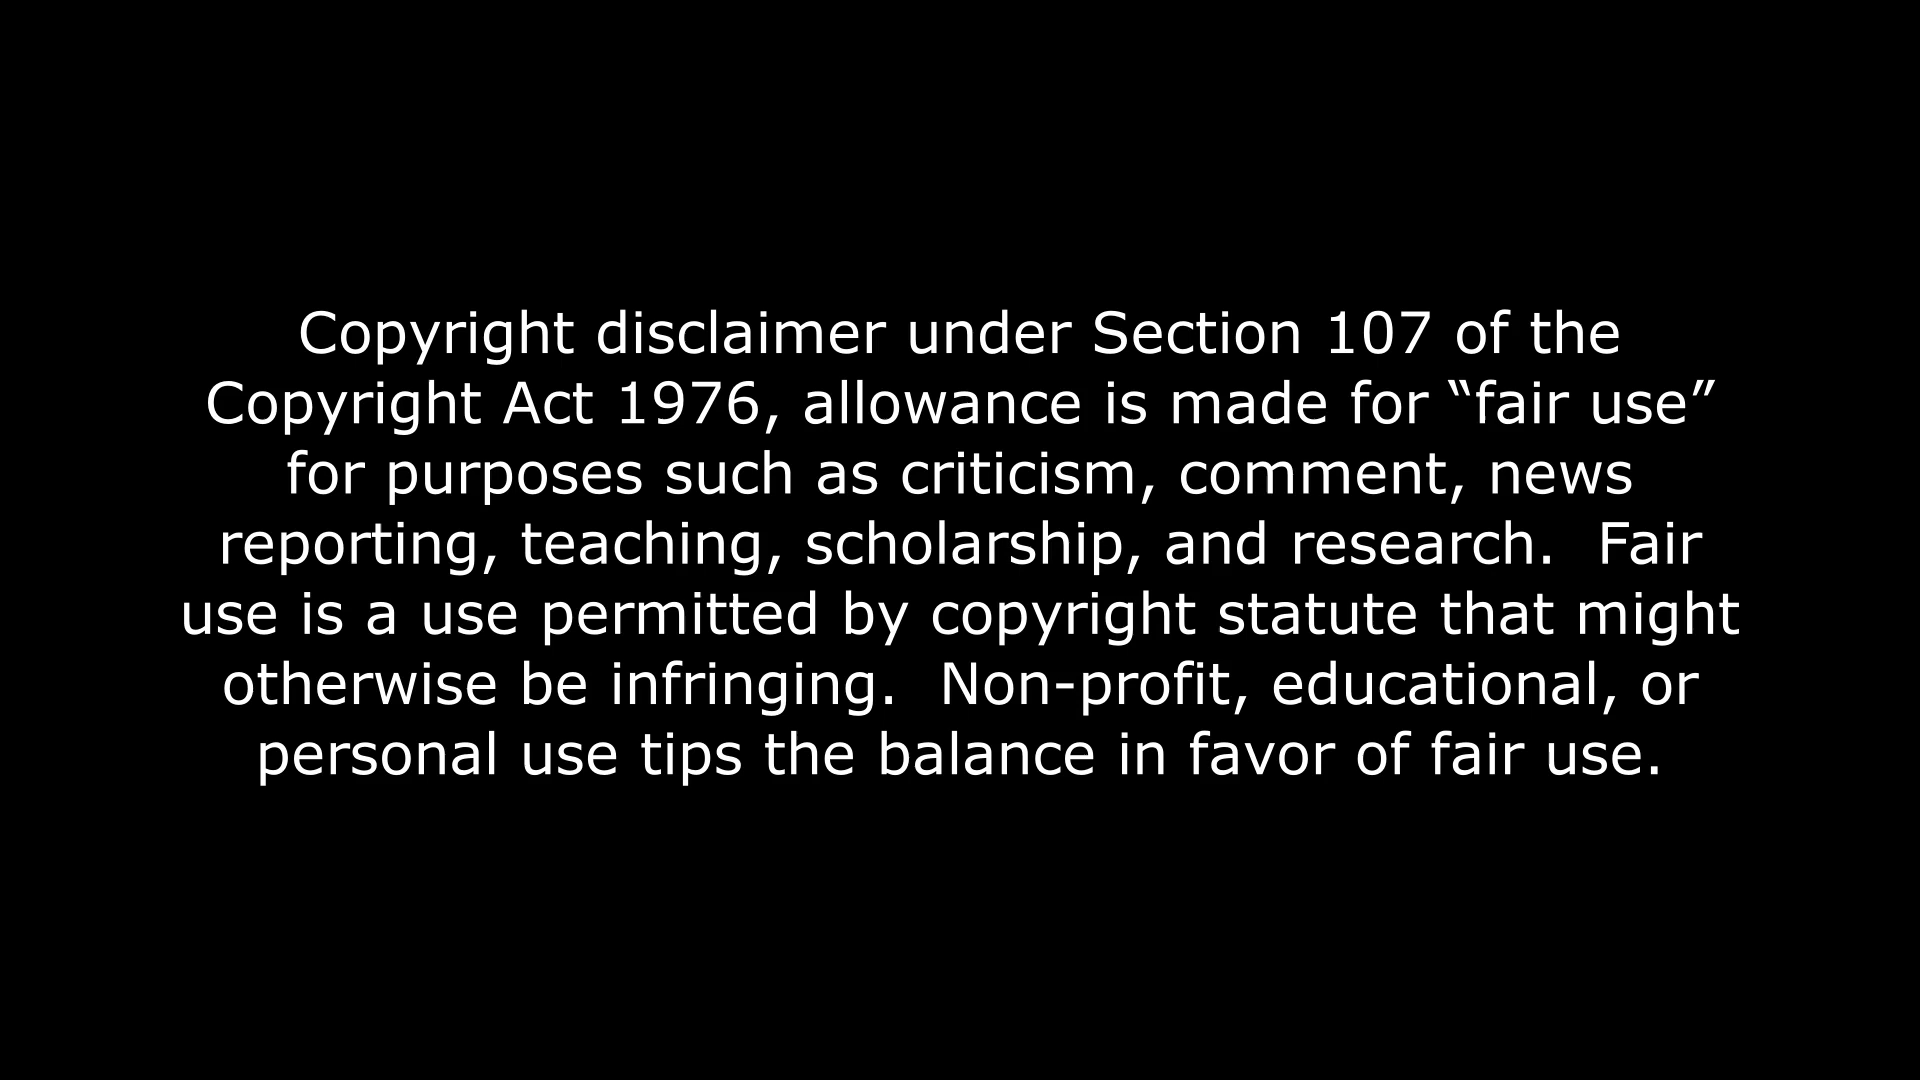 Copyright disclaimer under Section 107 of the
Copyright Act 1976, allowance is made for “fair use”
for purposes such as criticism, comment, news
reporting, teaching, scholarship, and research.  Fair
use is a use permitted by copyright statute that might
otherwise be infringing.  Non-profit, educational, or
personal use tips the balance in favor of fair use.